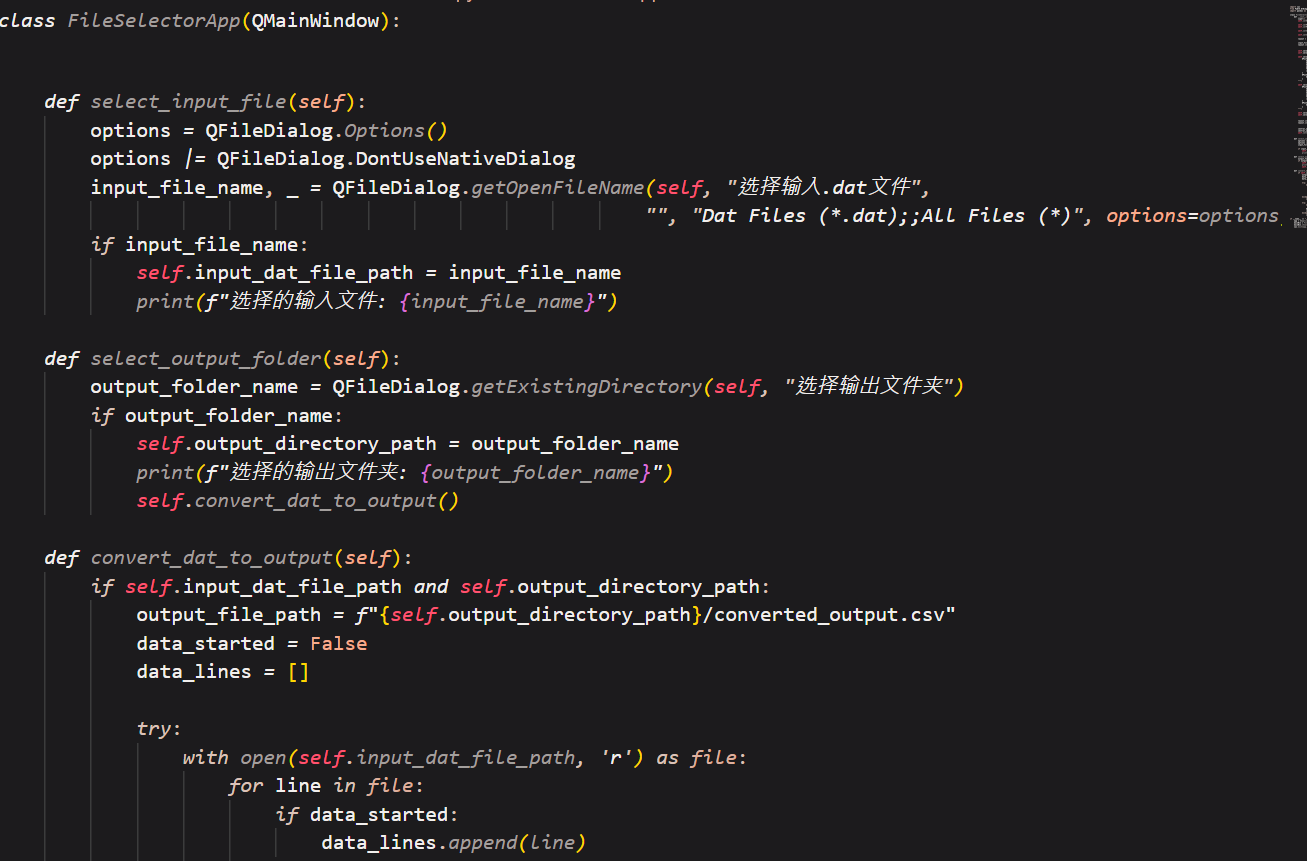 class FileSelectorApp(QMainWindow):
def select_input_file(self):
options = QFileDialog.Options()
options |= QFileDialog.DontUseNativeDialog
input_file_name, _ = QFileDialog.getOpenFileName(self, "选择输入.dat文件",
"", "Dat Files (*.dat);;All Files (*)", options=options
if input_file_name:
self.input_dat_file_path = input_file_name
print(f"选择的输入文件: {input_file_name}")
def select_output_folder(self):
output_folder_name = QFileDialog.getExistingDirectory(self, "选择输出文件夹")
if output_folder_name:
self.output_directory_path = output_folder_name
print(f"选择的输出文件夹: {output_folder_name}")
self.convert_dat_to_output()
def convert_dat_to_output(self):
if self.input_dat_file_path and self.output_directory_path:
output_file_path = f"{self.output_directory_path}/converted_output.csv"
data_started = False
data_lines = []
try:
with open(self.input_dat_file_path, 'r') as file:
for line in file:
if data_started:
data_lines.append(line)